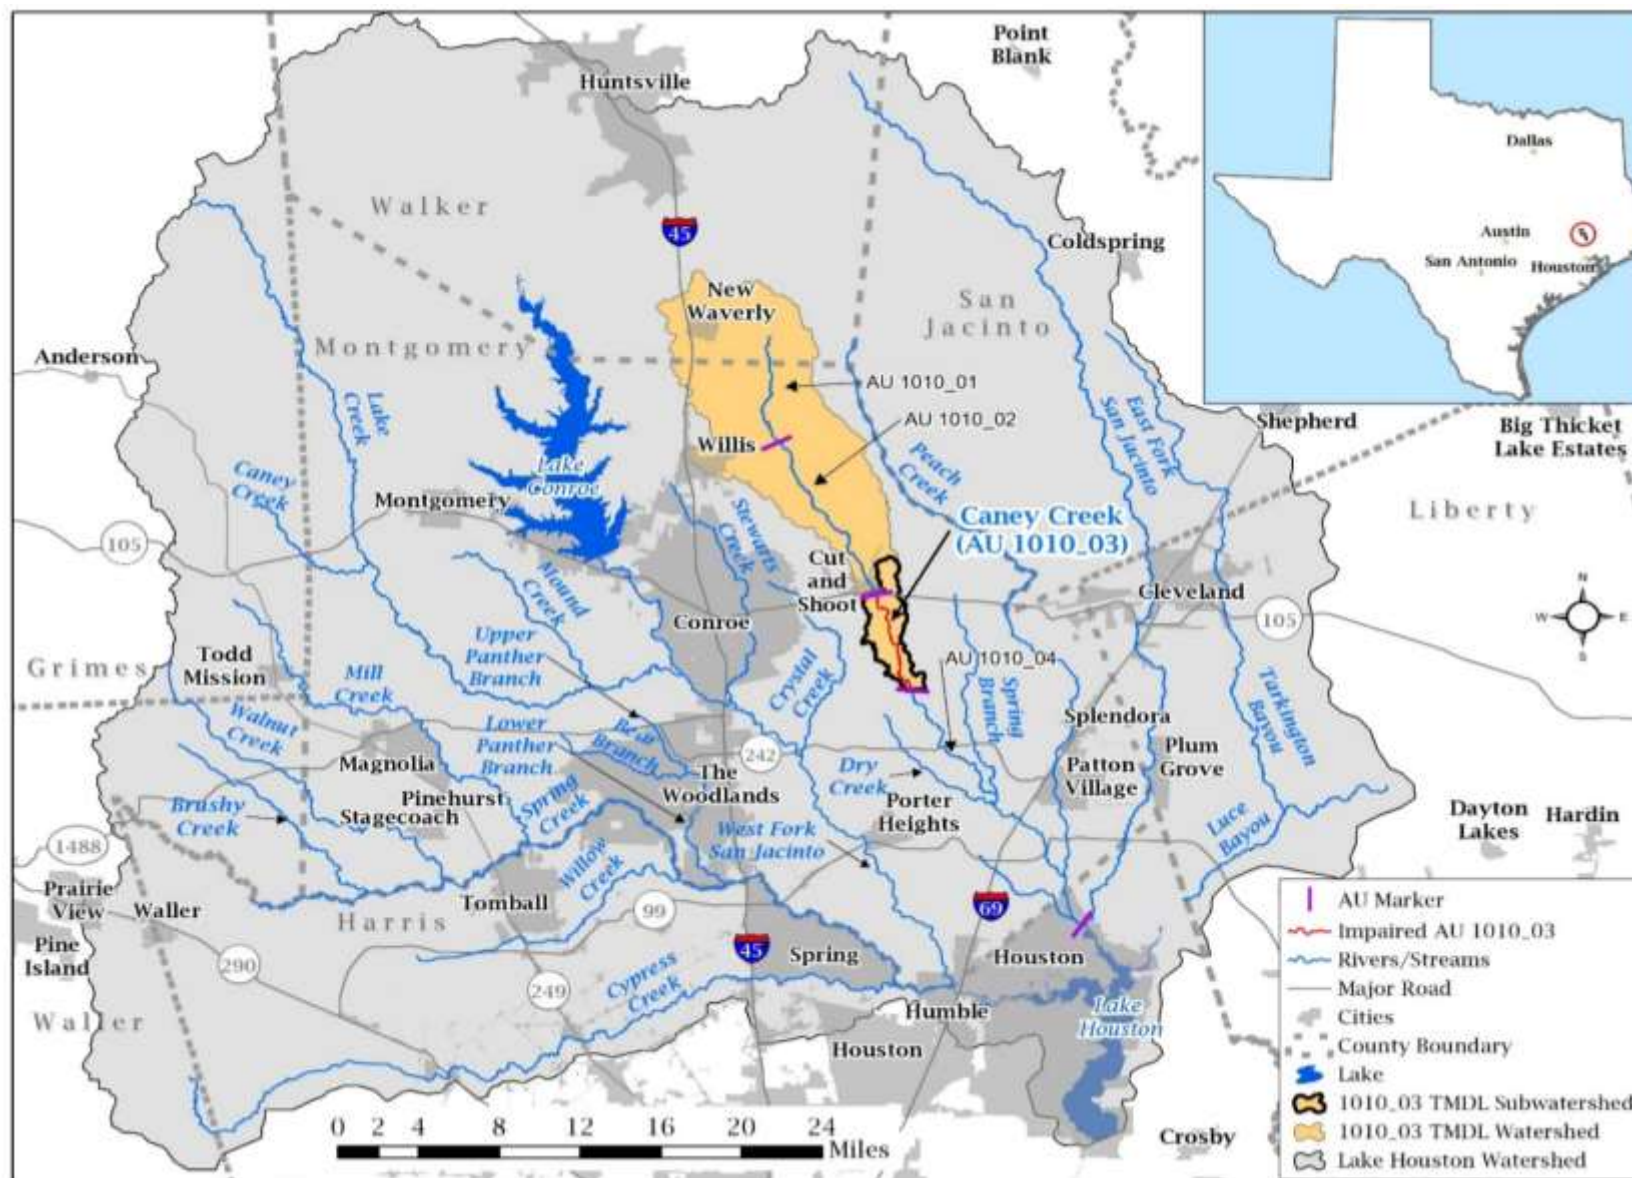 Point
Blank
Huntsville
Walker
45
Coldspring
New
Waverly
San
Jacinto
Anderson
Montgomery
AU 1010_01
AU 1010_02
Lake
Creek
Willis
Peach
Creek
East Fork
San Jacinto
Shepherd
Big Thicket
Lake Estates
Caney
Creek
Lake
Conroe
Montgomery
Stewarts
Creek
Caney Creek
(AU 1010_03)
Liberty
105
Mound
Creek
Cut
and
Shoot
Cleveland
105
Conroe
Upper
Panther
Branch
Grimes
Todd
Mission
Mill
Creek
Crystal
Creek
AU 1010_04
Spring
Branch
Tarkington
Bayou
Walnut
Creek
Lower
Panther
Branch
Bear
Branch
242
Splendora
Plum
Grove
Magnolia
The
Woodlands
Dry
Creek
Patton
Village
Pinehurst
Stagecoach
Spring
Creek
Brushy
Creek
Porter
Heights
West Fork
San Jacinto
Luce
Bayou
Dayton
Lakes
Hardin
1488
Willow
Creek
Prairie
View
Waller
Harris
Tomball
99
69
Pine
Island
290
45
Spring
Houston
249
Cypress
Creek
Humble
Lake
Houston
Waller
Houston
Crosby
0 2 4 8 12 16 20 24
Miles
Dallas
Austin
San Antonio
Houston
N
W E
S
AU Marker
Impaired AU 1010_03
Rivers/Streams
Major Road
Cities
County Boundary
Lake
1010_03 TMDL Subwatershed
1010_03 TMDL Watershed
Lake Houston Watershed